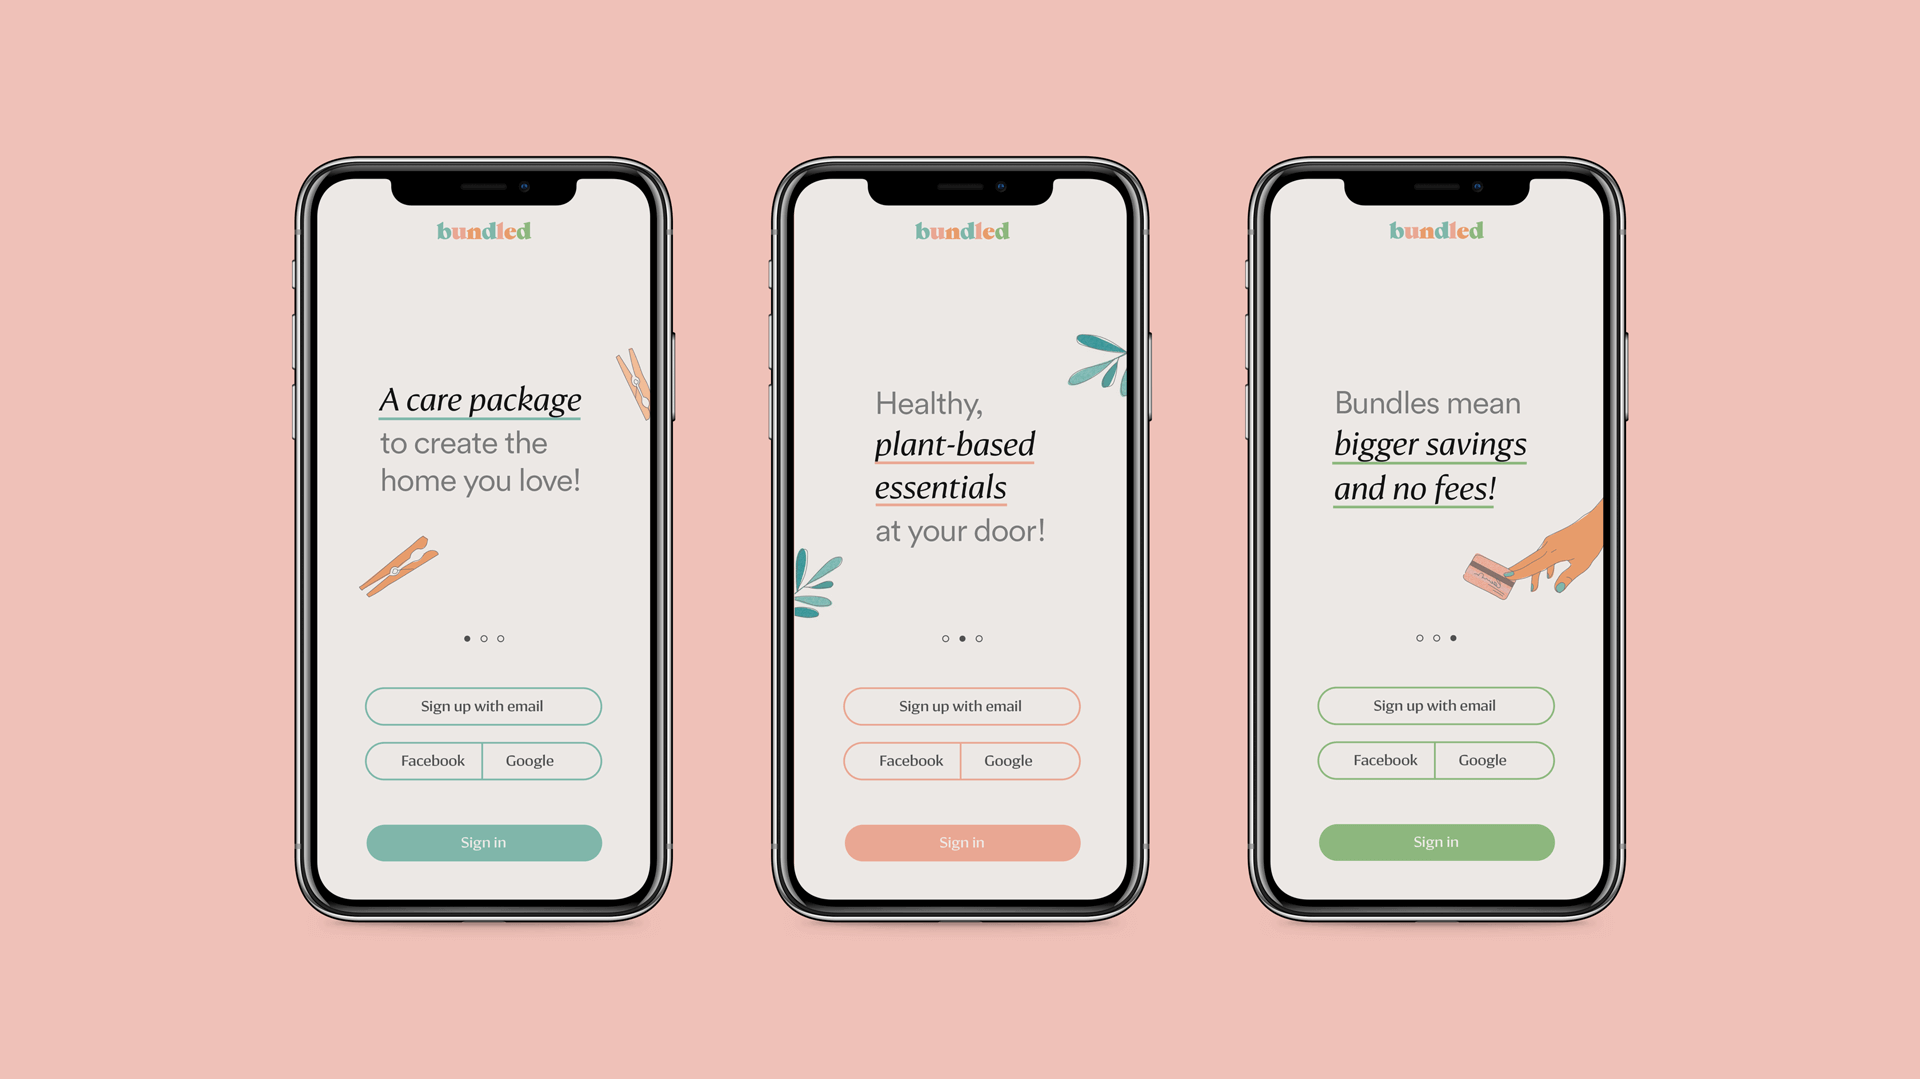 bundled
A care package
to create the
home you love!
Sign up with email
Facebook
Google
Sign in
bundled
Healthy,
plant-based
essentials
at your door!
Sign up with email
Facebook
Google
Sign in
bundled
Bundles mean
bigger savings
and no fees!
Sign up with email
Facebook
Google
Sign in